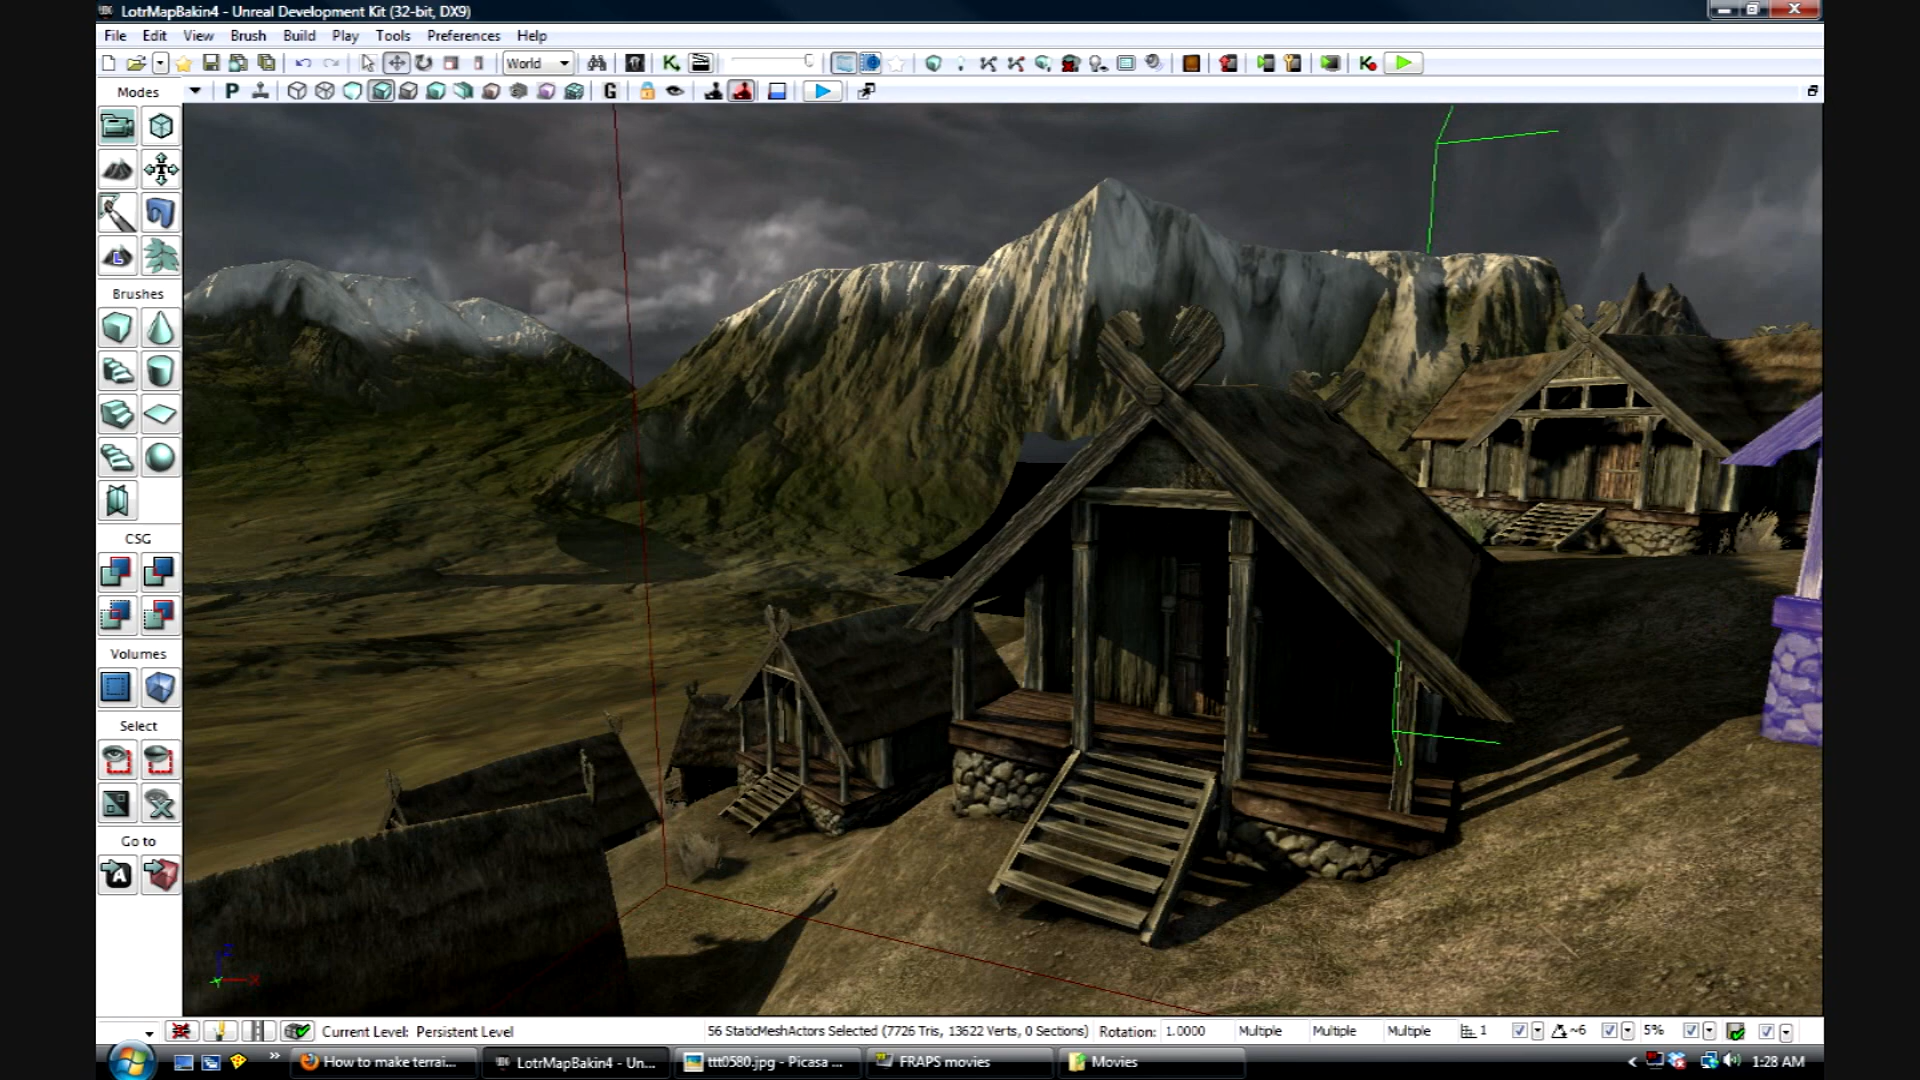 LotrMapBakin4 - Unreal Development Kit (32-bit, DX9)
File Edit View Brush Build Play Tools Preferences Help
World
Modes
P
G
Brushes
CSG
Volumes
Select
Go to
A
Z
X
Current Level: Persistent Level
56 StaticMeshActors Selected (7726 Tris, 13622 Verts, 0 Sections) Rotation: 1.0000 Multiple Multiple Multiple 1 ~6 5%
How to make terrai... LotrMapBakin4 - Un... ttt0580.jpg - Picasa ... FRAPS movies Movies 1:28 AM